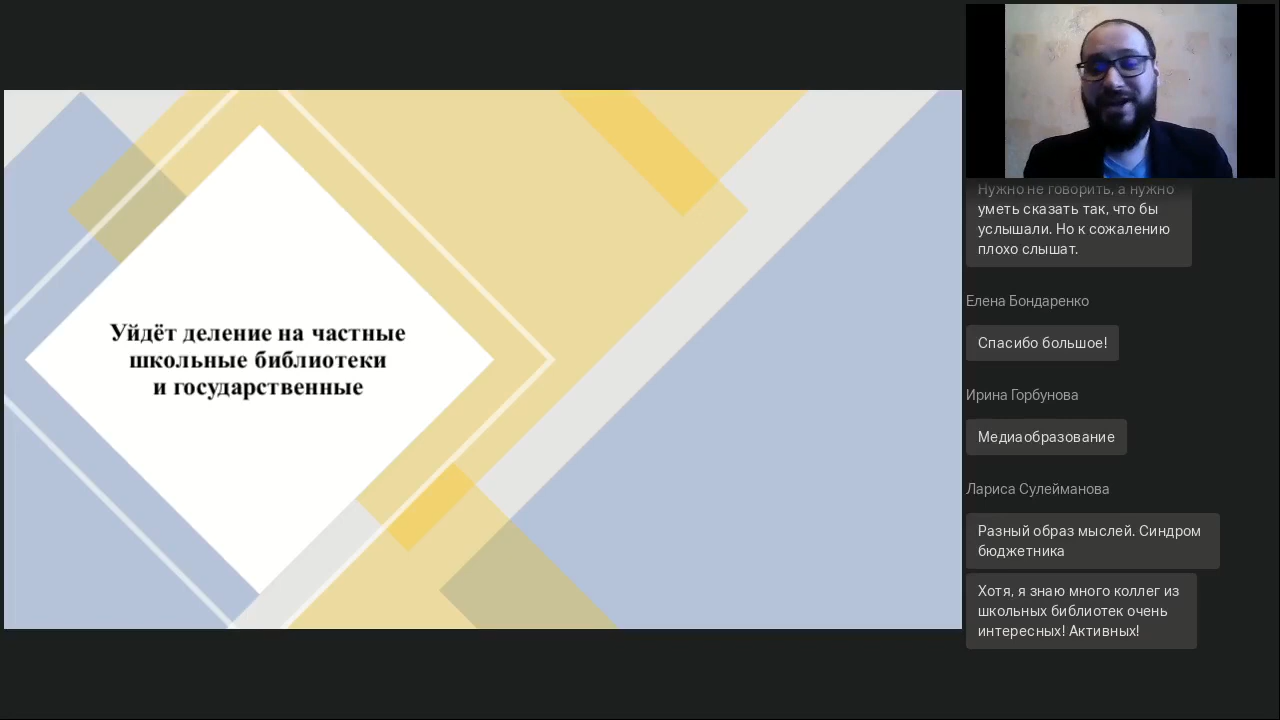 Уйдёт деление на частные
школьные библиотеки
и государственные
Нужно не говорить, а нужно
уметь сказать так, что бы
услышали. Но к сожалению
плохо слышат.
Елена Бондаренко
Спасибо большое!
Ирина Горбунова
Медиаобразование
Лариса Сулейманова
Разный образ мыслей. Синдром
бюджетника
Хотя, я знаю много коллег из
школьных библиотек очень
интересных! Активных!